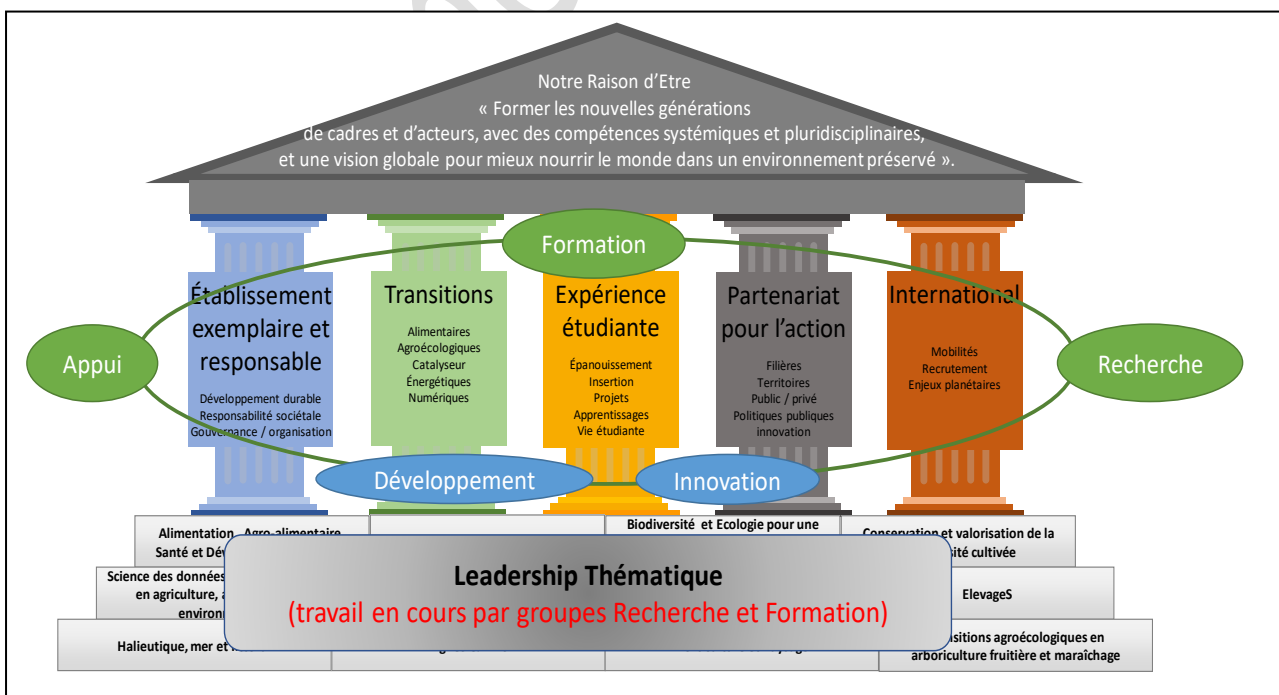 Notre Raison d'Etre
« Former les nouvelles générations
de cadres et d'acteurs, avec des compétences systémiques et pluridisciplinaires,
et une vision globale pour mieux nourrir le monde dans un environnement préservé ».
Formation
Appui
Recherche
Développement
Innovation
Établissement
exemplaire et
responsable
Développement durable
Responsabilité sociétale
Gouvernance / organisation
Transitions
Alimentaires
Agroécologiques
Catalyseur
Énergétiques
Numériques
Expérience
étudiante
Épanouissement
Insertion
Projets
Apprentissages
Vie étudiante
Partenariat
pour l'action
Filières
Territoires
Public / privé
Politiques publiques
innovation
International
Mobilités
Recrutement
Enjeux planétaires
Alimentation, Agro-alimentaire
Santé et
Biodiversité et Ecologie pour une
Conservation et valorisation de la
cultivée
Science des données
en agriculture,
ElevageS
Leadership Thématique
(travail en cours par groupes Recherche et Formation)
Halieutique, mer et
agroécologiques en
arboriculture fruitière et maraîchage